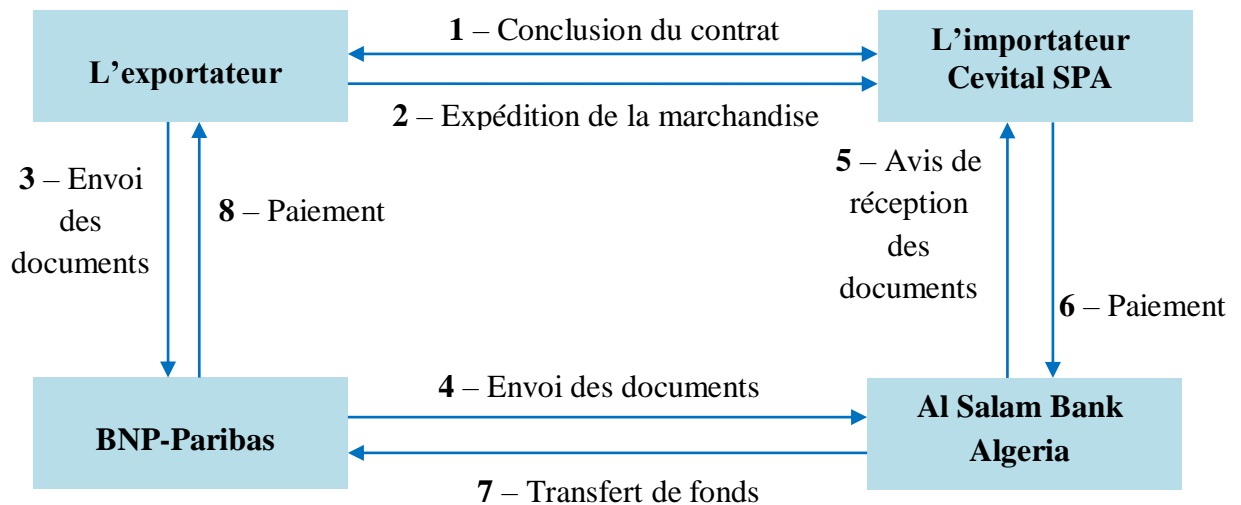 L’exportateur
1 – Conclusion du contrat
L’importateur
Cevital SPA
2 – Expédition de la marchandise
3 – Envoi
des
documents
8 – Paiement
5 – Avis de
réception
des
documents
6 – Paiement
BNP-Paribas
4 – Envoi des documents
Al Salam Bank
Algeria
7 – Transfert de fonds